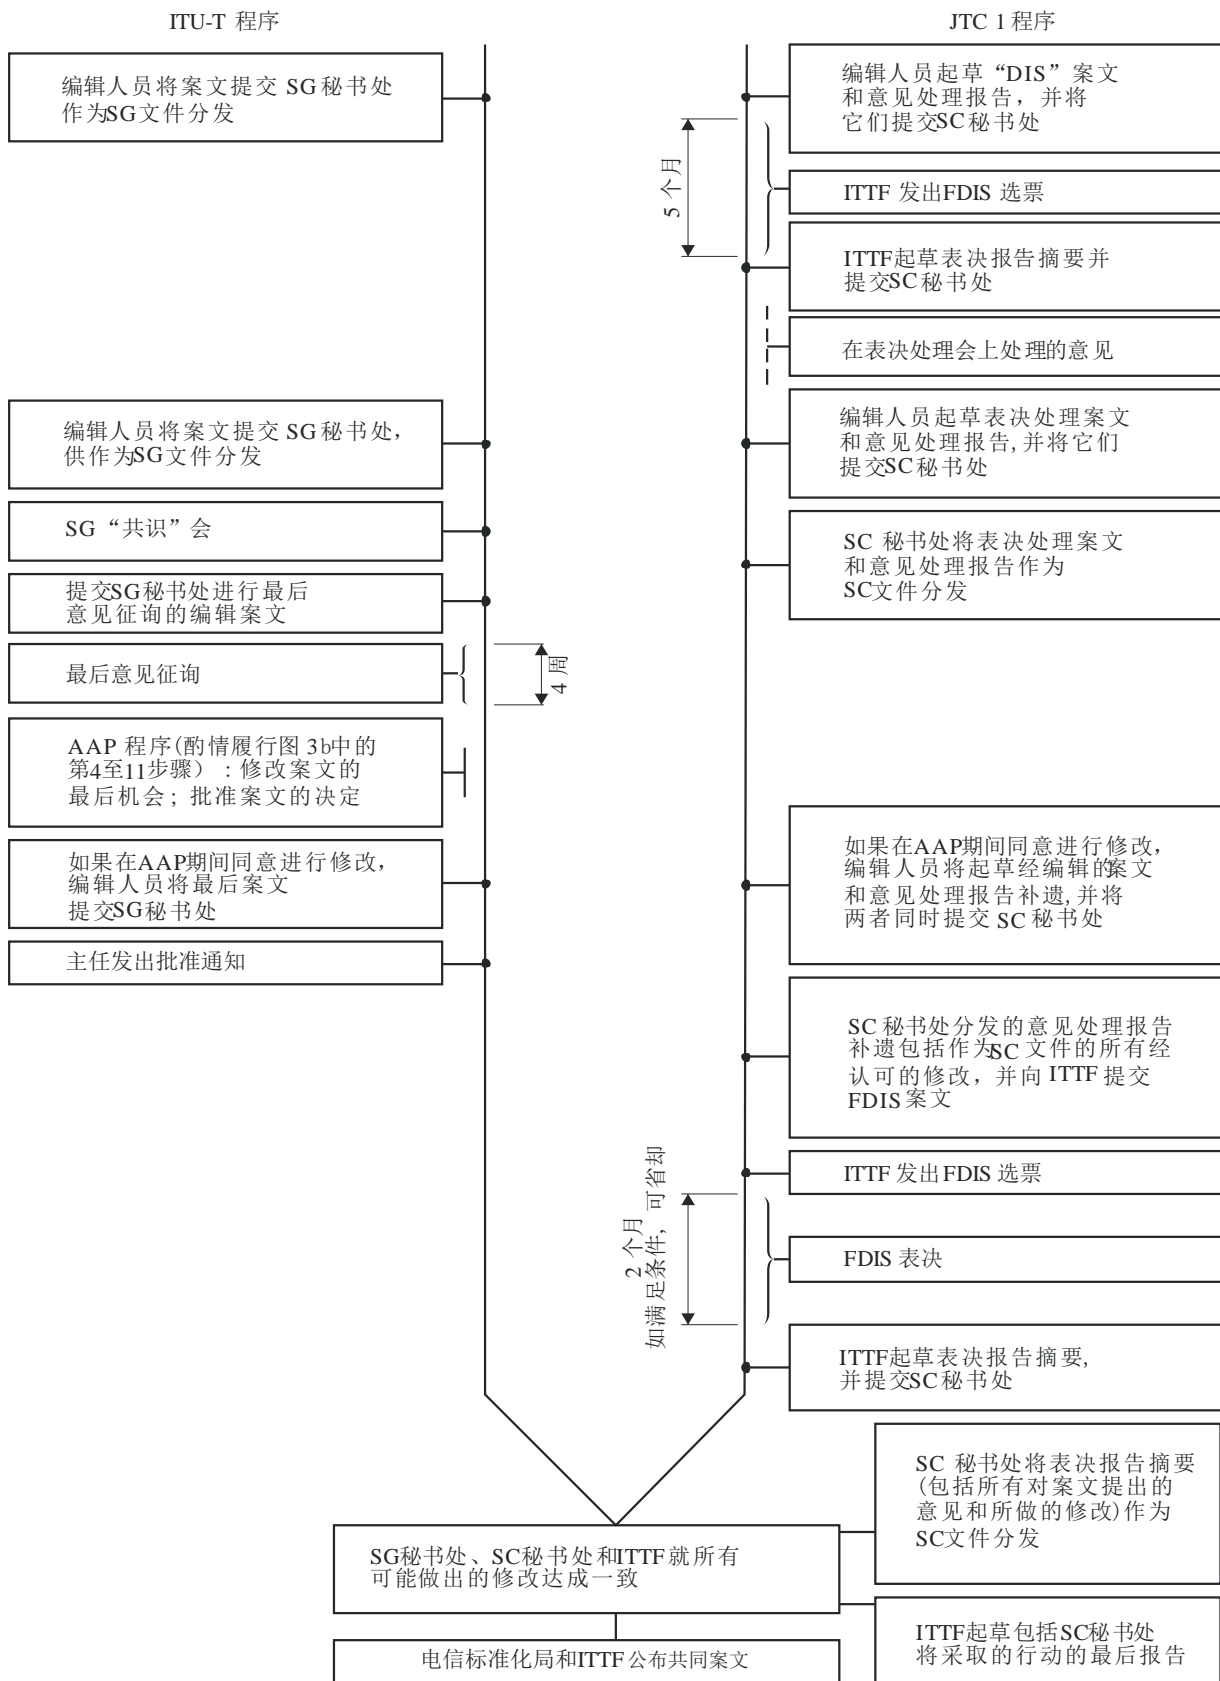 ITU-T 程序
编辑人员将案文提交 SG 秘书处
作为SG文件分发
编辑人员将案文提交 SG 秘书处，
供作为SG文件分发
SG “共识”会
提交SG秘书处进行最后
意见征询的编辑案文
最后意见征询
4 周
AAP 程序(酌情履行图 3b中的
第4至11步骤）：修改案文的
最后机会；批准案文的决定
如果在AAP期间同意进行修改，
编辑人员将最后案文
提交SG秘书处
主任发出批准通知
JTC 1 程序
编辑人员起草“DIS”案文
和意见处理报告，并将
它们提交SC秘书处
5 个月
ITTF 发出FDIS 选票
ITTF起草表决报告摘要并
提交SC秘书处
在表决处理会上处理的意见
编辑人员起草表决处理案文
和意见处理报告,并将它们
提交SC秘书处
SC 秘书处将表决处理案文
和意见处理报告作为
SC文件分发
如果在AAP期间同意进行修改，
编辑人员将起草经编辑的案文
和意见处理报告补遗,并将
两者同时提交 SC 秘书处
SC 秘书处分发的意见处理报告
补遗包括作为SC 文件的所有经
认可的修改，并向 ITTF 提交
FDIS 案文
ITTF 发出FDIS 选票
2 个月
如满足条件，可省却
FDIS 表决
ITTF起草表决报告摘要,
并提交SC秘书处
SC 秘书处将表决报告摘要
(包括所有对案文提出的
意见和所做的修改)作为
SC文件分发
SG秘书处、SC秘书处和ITTF就所有
可能做出的修改达成一致
ITTF起草包括SC秘书处
将采取的行动的最后报告
电信标准化局和ITTF 公布共同案文